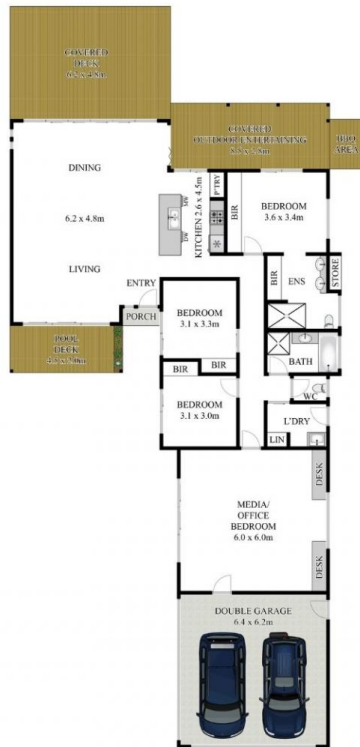 COVERED
DECK
BBQ
AREA
COVERED
OUTDOOR ENTERTAINING
DINING
6.2 x 4.8m
LIVING
KITCHEN 2.6 x 4.5m
P'TRY
MW
DW
BIR
BEDROOM
3.6 x 3.4m
BIR
ENS
STORE
ENTRY
PORCH
POOL
DECK
BEDROOM
3.1 x 3.3m
BIR
BIR
BEDROOM
3.1 x 3.0m
BATH
WC
L'DRY
LIN
MEDIA/
OFFICE
BEDROOM
6.0 x 6.0m
DESK
DESK
DOUBLE GARAGE
6.4 x 6.2m